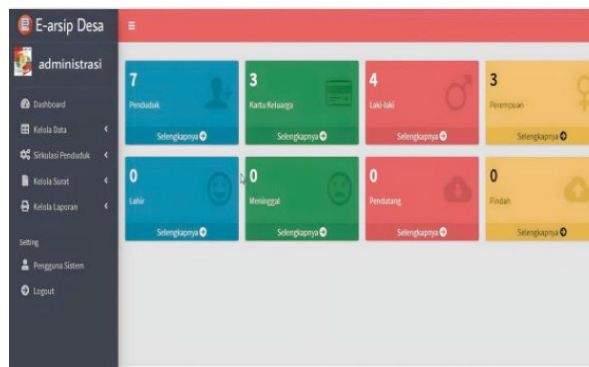 E-arsip Desa
administrasi
Dashboard
Kelola Data
Sirkulasi Penduduk
Kelola Surat
Kelola Laporan
Setting
Pengguna Sistem
Logout
7
Penduduk
Selengkapnya
3
Kartu Keluarga
Selengkapnya
4
Laki-laki
Selengkapnya
3
Perempuan
Selengkapnya
0
Lahir
Selengkapnya
0
Meninggal
Selengkapnya
0
Pendatang
Selengkapnya
0
Pindah
Selengkapnya